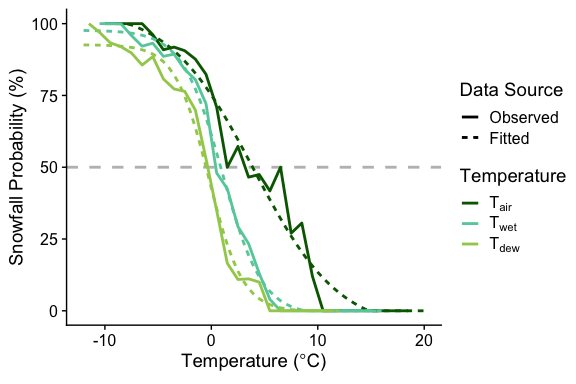 Snowfall Probability (%)
100
75
50
25
0
-10
0
10
20
Temperature (°C)
Data Source
Observed
Fitted
Temperature
Tair
Twet
Tdew